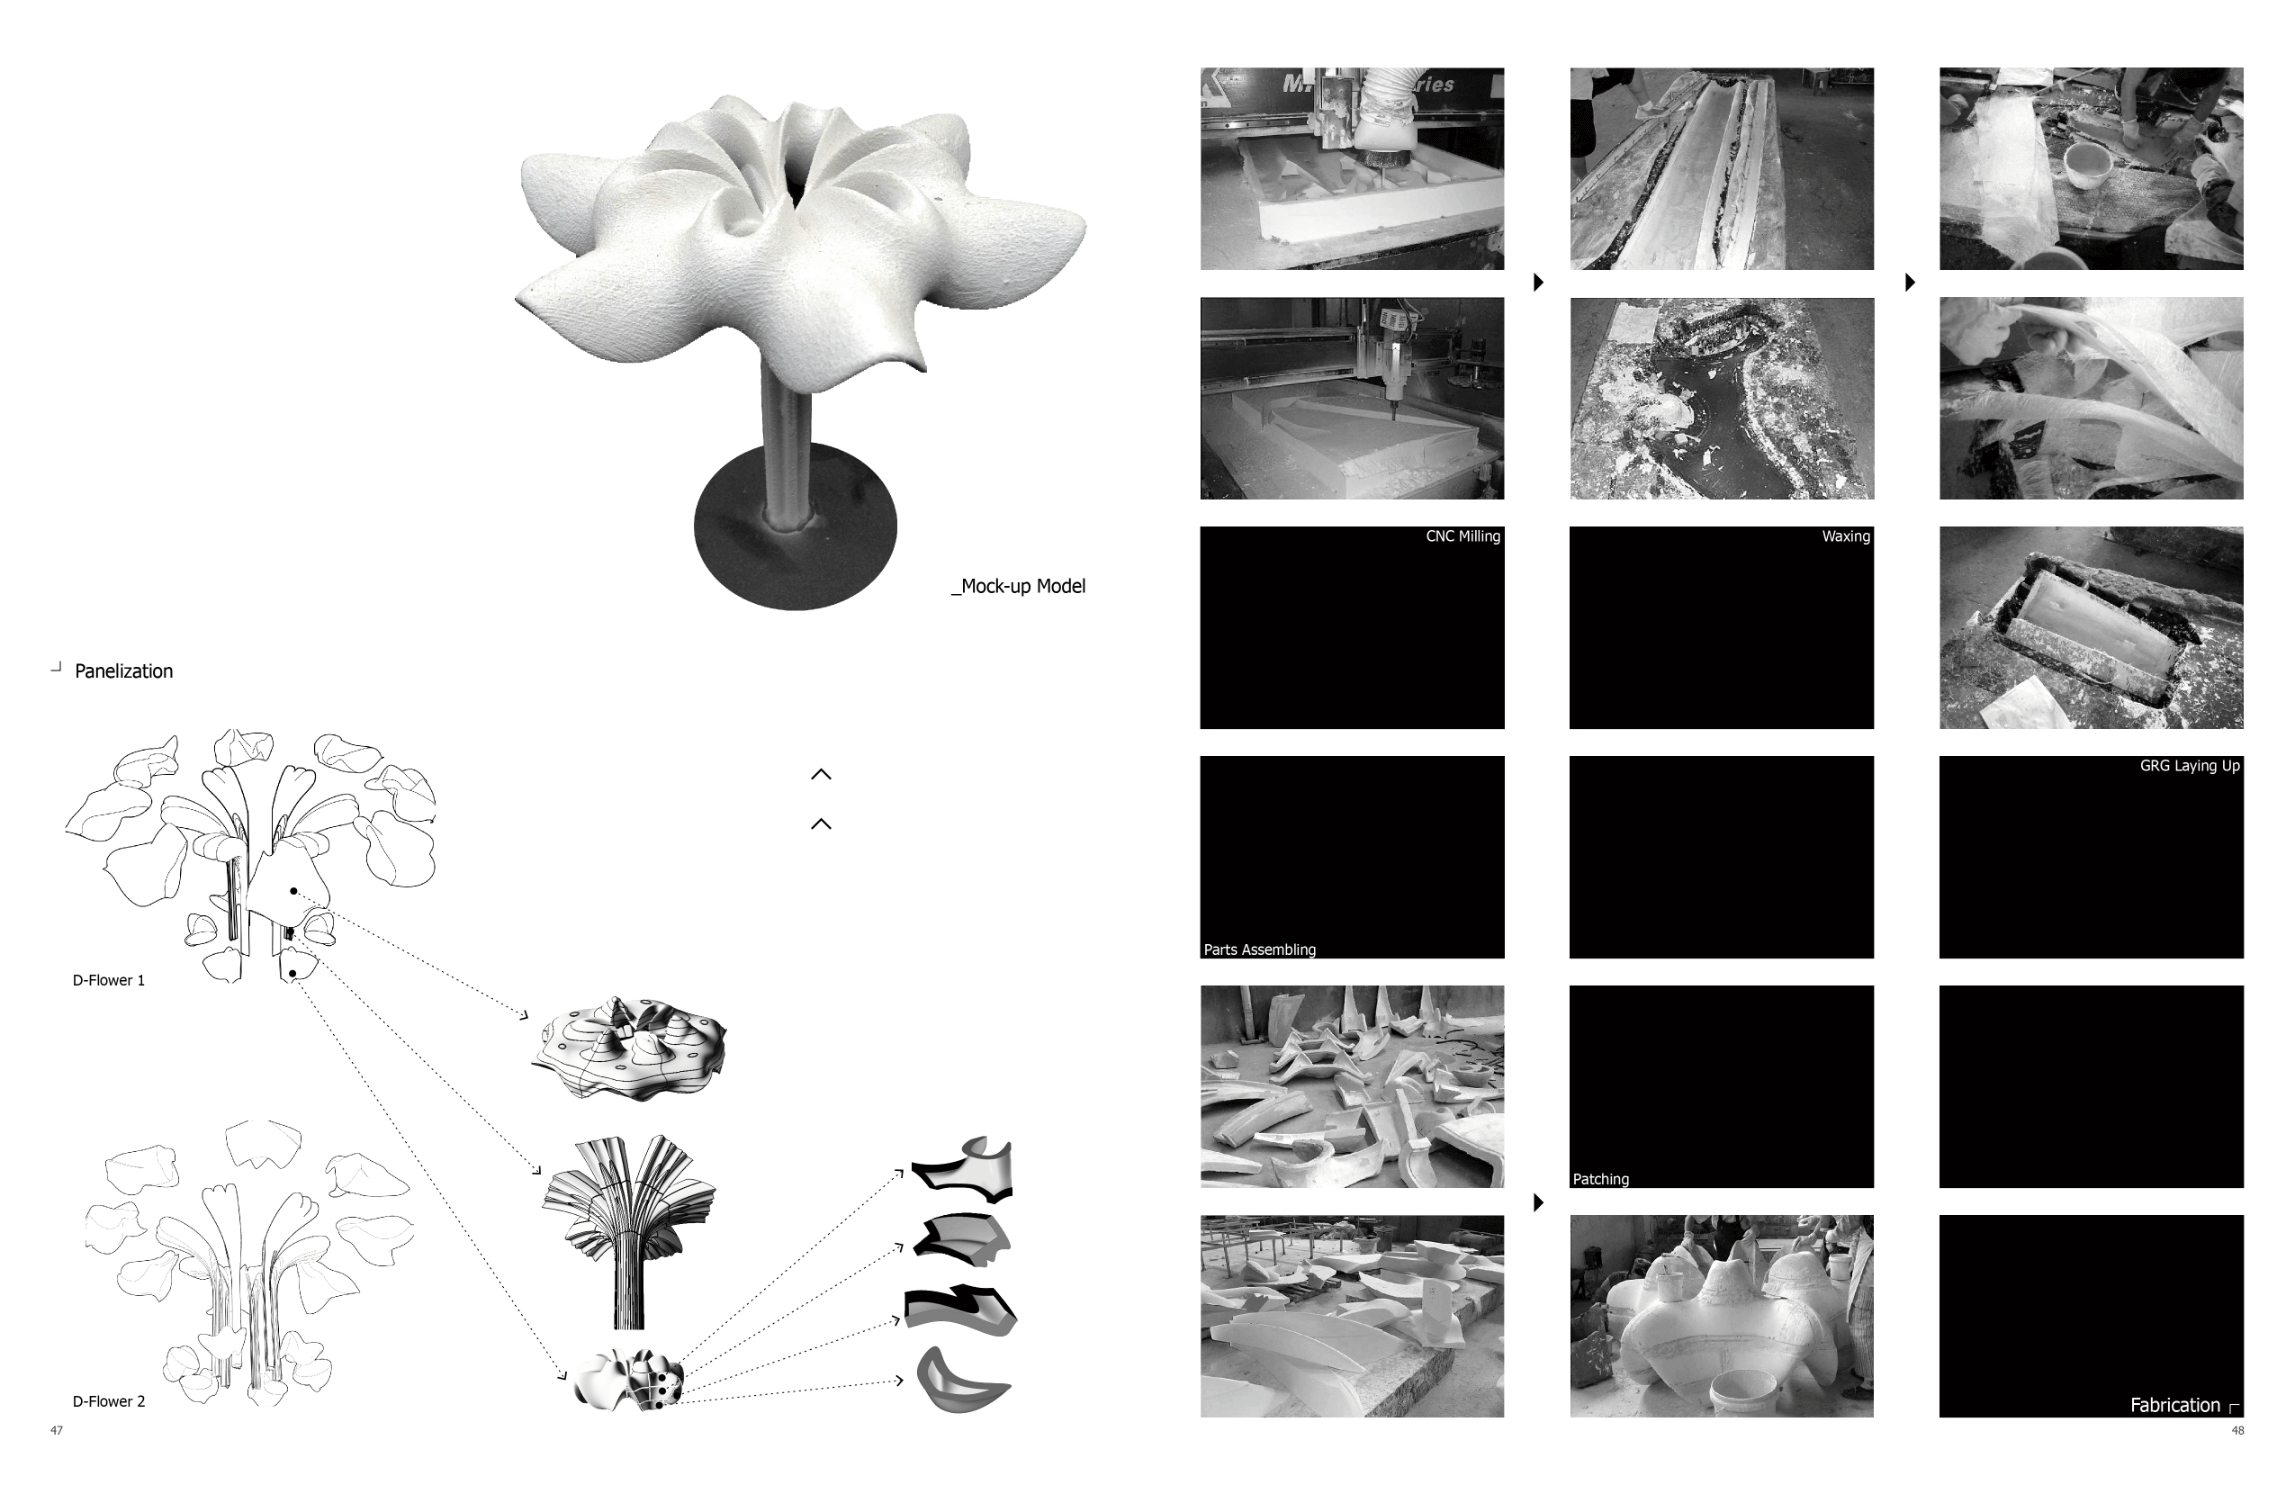 _Mock-up Model
Panelization
D-Flower 1
D-Flower 2
47
ries
CNC Milling
Waxing
GRG Laying Up
Parts Assembling
Patching
Fabrication
48